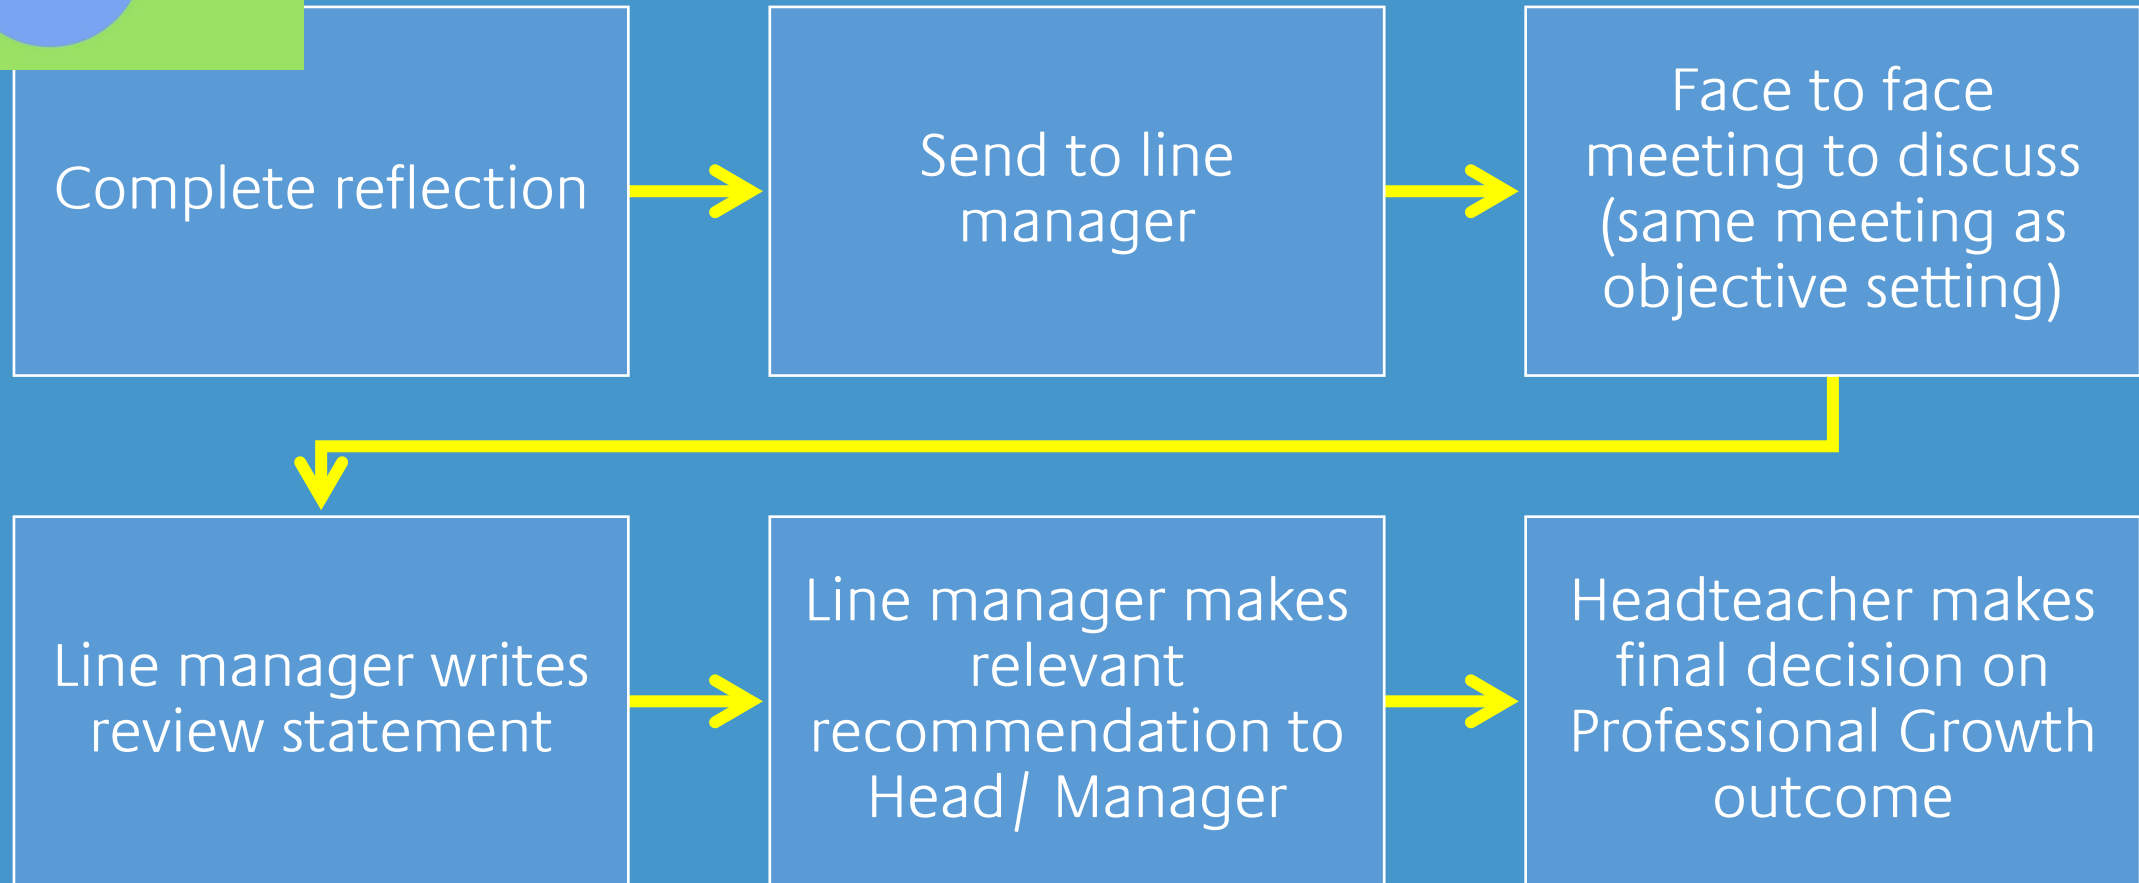 Complete reflection
Send to line
manager
Face to face
meeting to discuss
(same meeting as
objective setting)
Line manager writes
review statement
Line manager makes
relevant
recommendation to
Head/ Manager
Headteacher makes
final decision on
Professional Growth
outcome